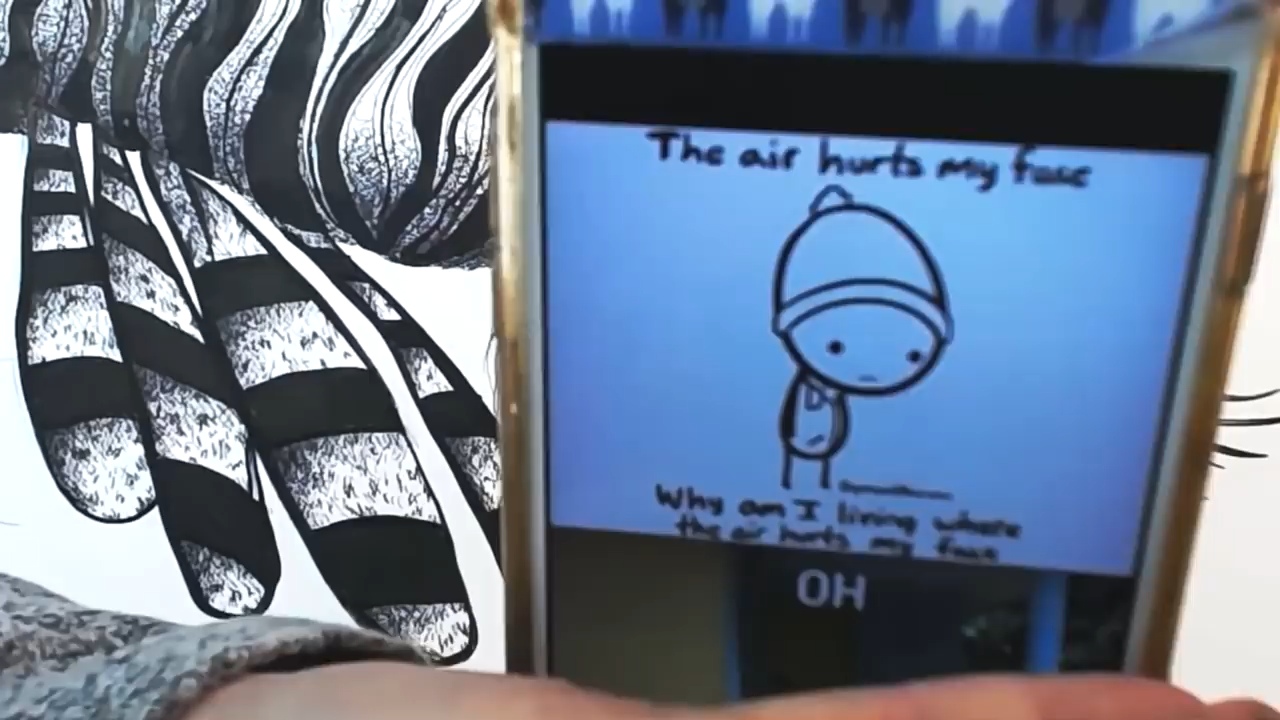 The air hurts my face
Why am I living where
the air hurts my face
OH